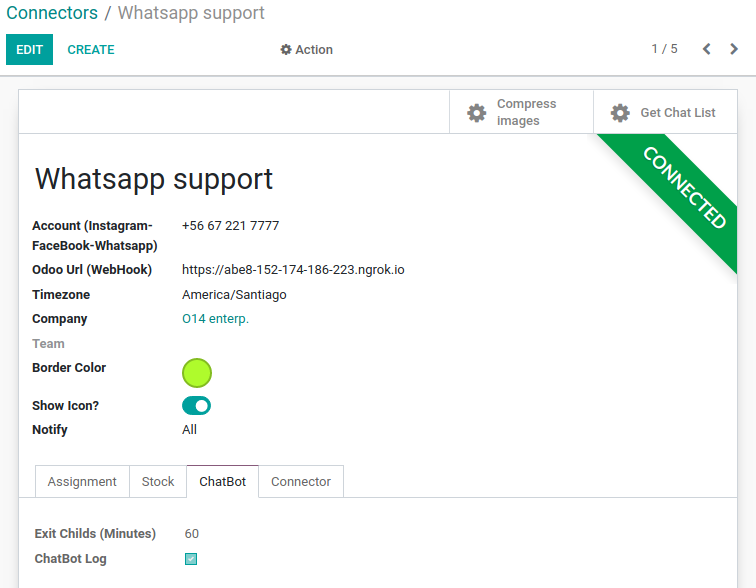 Connectors / Whatsapp support
EDIT CREATE Action 1 / 5
Compress
images
Get Chat List
CONNECTED
Whatsapp support
Account (Instagram- +56 67 221 7777
FaceBook-Whatsapp)
Odoo Url (WebHook) https://abe8-152-174-186-223.ngrok.io
Timezone America/Santiago
Company O14 enterp.
Team
Border Color
Show Icon?
Notify All
Assignment Stock ChatBot Connector
Exit Childs (Minutes) 60
ChatBot Log